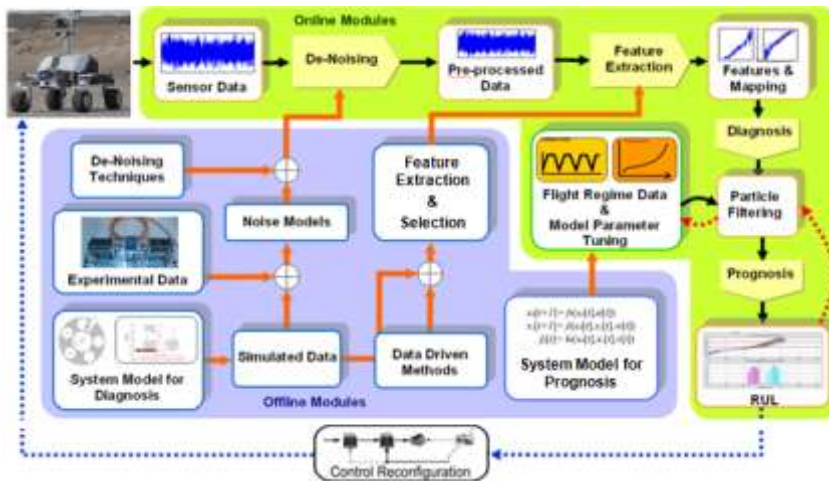 Online Modules
Sensor Data
De-Noising
Pre-processed
Data
Feature
Extraction
Features &
Mapping
Diagnosis
De-Noising
Techniques
Feature
Extraction
&
Selection
Flight Regime Data
&
Model Parameter
Tuning
Particle
Filtering
Noise Models
Experimental Data
Prognosis
System Model for
Diagnosis
Simulated Data
Data Driven
Methods
System Model for
Prognosis
RUL
Offline Modules
Control Reconfiguration